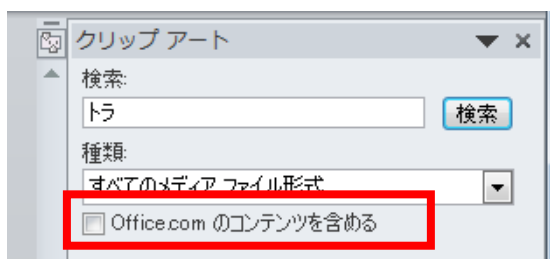 クリップ アート
検索:
トラ
検索
種類:
すべてのメディア ファイル形式
Office.com のコンテンツを含める